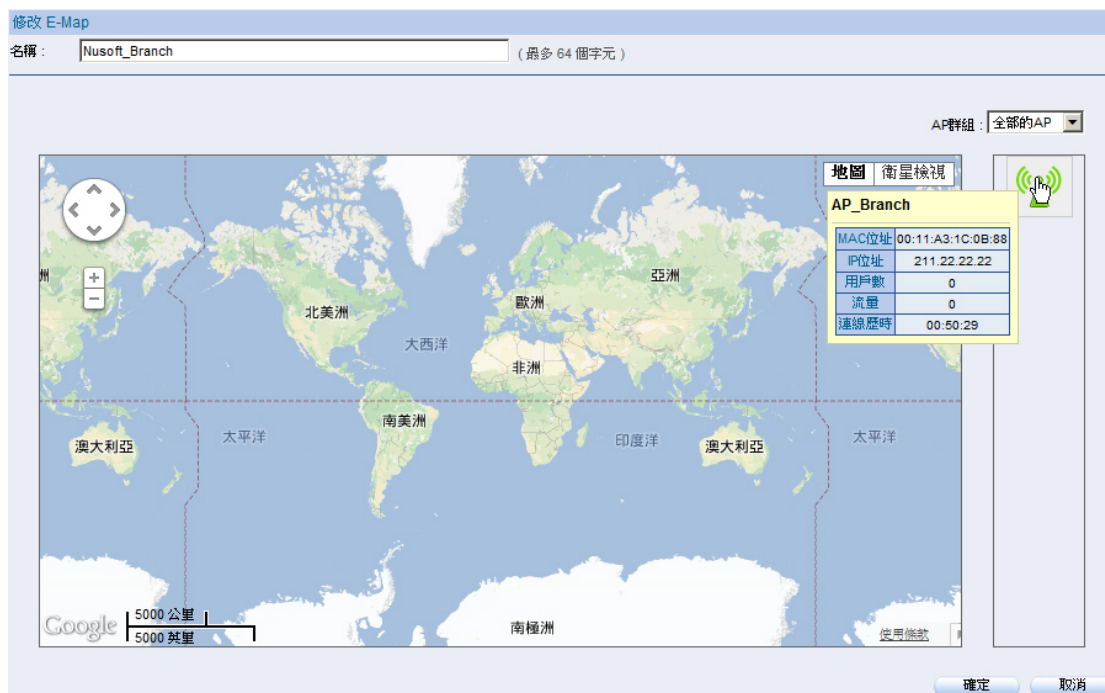 修改 E-Map
名稱： Nusoft_Branch （最多 64 個字元）
AP群組： 全部的AP
地圖 衛星檢視
AP_Branch
MAC位址 00:11:A3:1C:0B:88
IP位址 211.22.22.22
用戶數 0
流量 0
連線歷時 00:50:29
洲
北美洲
歐洲
亞洲
大西洋
非洲
南美洲
澳大利亞
太平洋
印度洋
澳大利亞
太平洋
南極洲
Google
5000 公里
5000 英里
使用條款
確定 取消